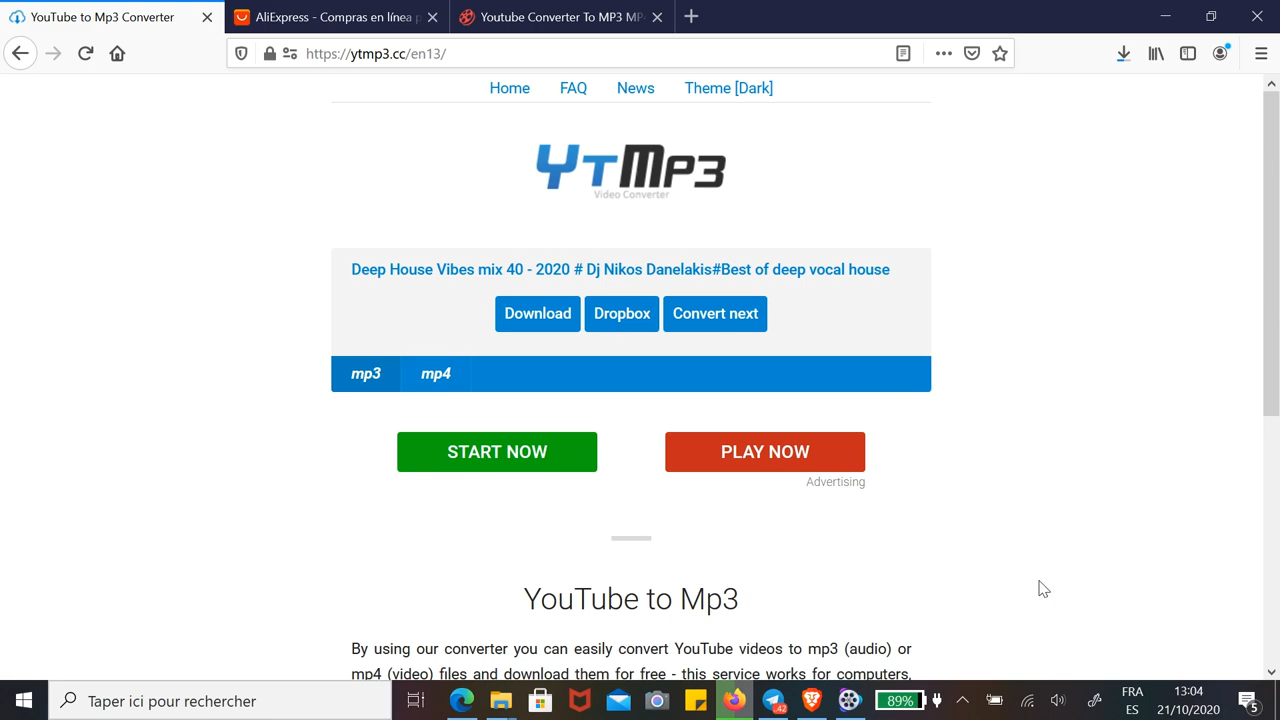 YouTube to Mp3 Converter
AliExpress - Compras en línea p
Youtube Converter To MP3 MP4
https://ytmp3.cc/en13/
Home FAQ News Theme [Dark]
YTMP3
Video Converter
Deep House Vibes mix 40 - 2020 # Dj Nikos Danelakis#Best of deep vocal house
Download Dropbox Convert next
mp3 mp4
START NOW PLAY NOW
Advertising
YouTube to Mp3
By using our converter you can easily convert YouTube videos to mp3 (audio) or
mp4 (video) files and download them for free - this service works for computers,
Taper ici pour rechercher
42
89%
FRA
ES
13:04
21/10/2020
5